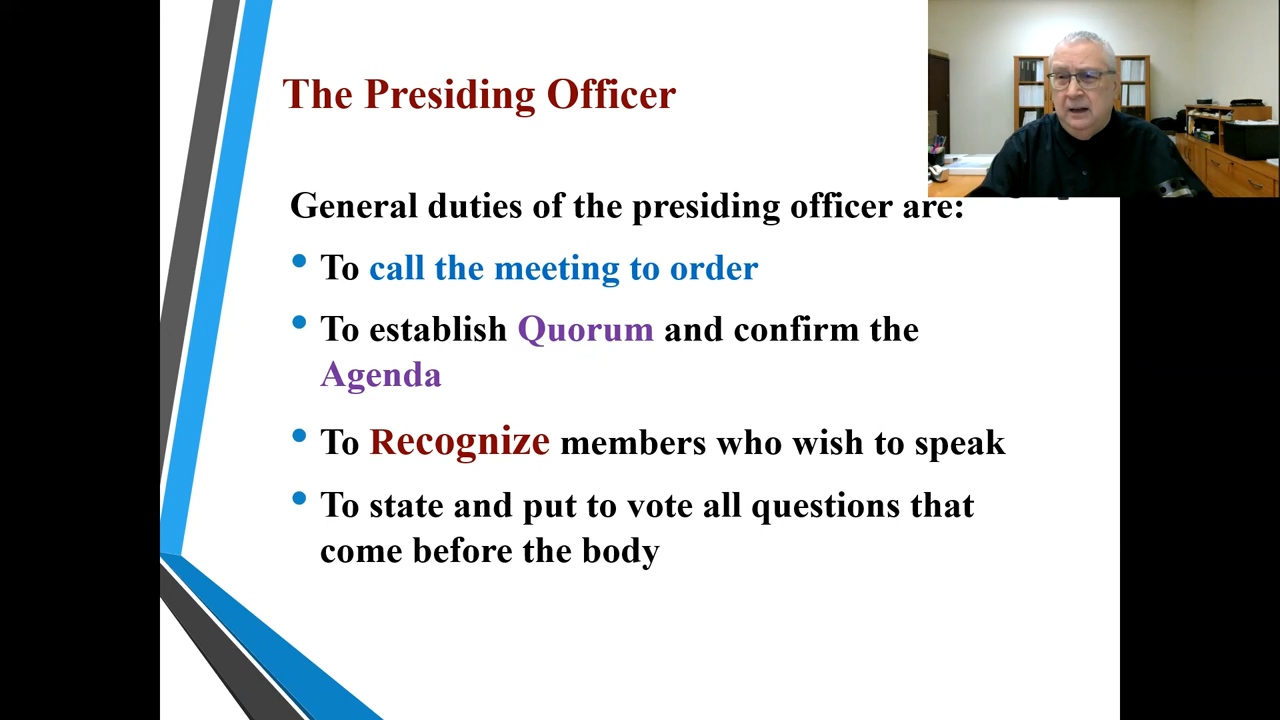 The Presiding Officer
General duties of the presiding officer are:
• To call the meeting to order
• To establish Quorum and confirm the
Agenda
• To Recognize members who wish to speak
• To state and put to vote all questions that
come before the body